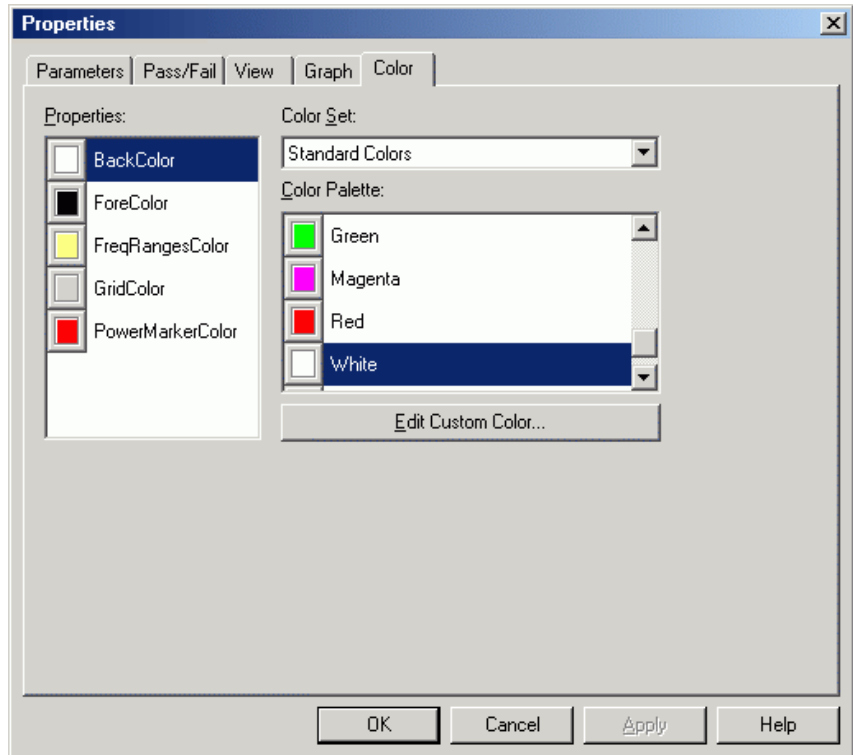 Properties
Parameters Pass/Fail View Graph Color
Properties:
BackColor
ForeColor
FreqRangesColor
GridColor
PowerMarkerColor
Color Set:
Standard Colors
Color Palette:
Green
Magenta
Red
White
Edit Custom Color...
OK Cancel Apply Help